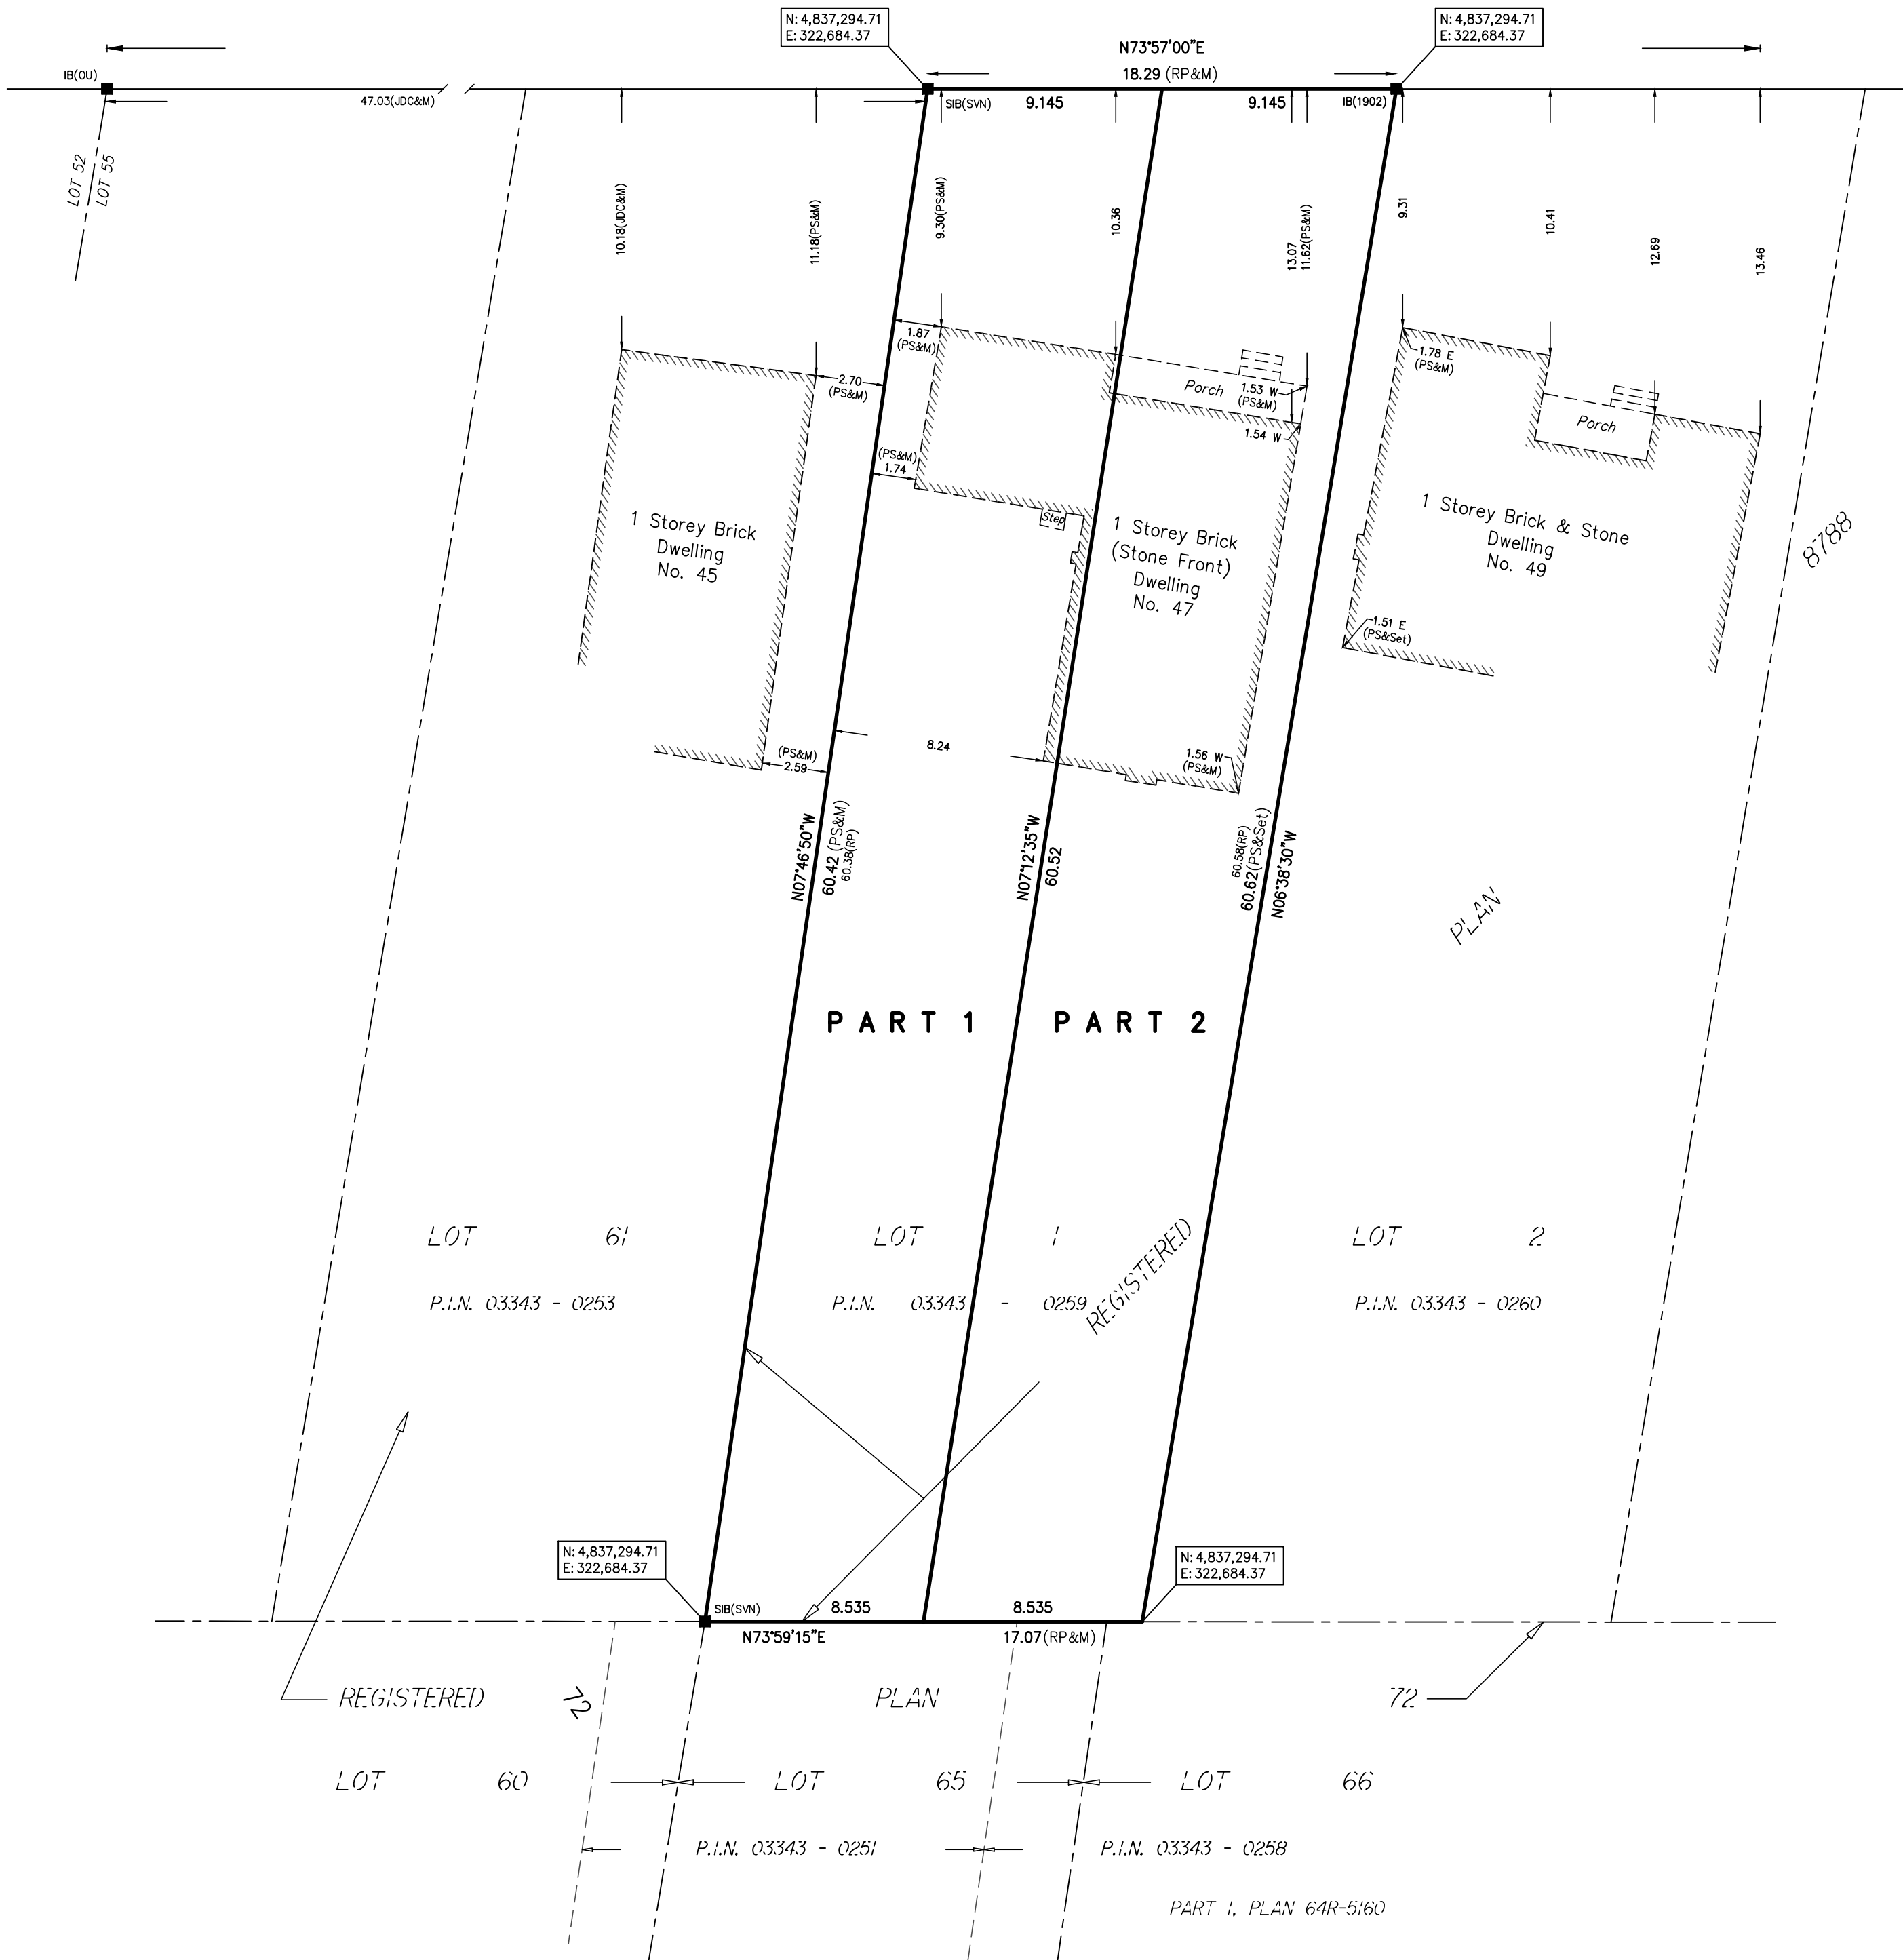 N: 4,837,294.71
E: 322,684.37
N: 4,837,294.71
E: 322,684.37
N73°57'00"E
18.29 (RP&M)
IB(OU)
47.03(JDC&M)
SIB(SVN)
9.145
9.145
IB(1902)
LOT 52
LOT 55
10.18(JDC&M)
11.18(PS&M)
9.30(PS&M)
10.36
13.07
11.62(PS&M)
9.31
10.41
12.69
13.46
1.87
(PS&M)
2.70
(PS&M)
Porch
1.53 W
(PS&M)
1.54 W
1.78 E
(PS&M)
Porch
(PS&M)
1.74
Step
1 Storey Brick
Dwelling
No. 45
1 Storey Brick
(Stone Front)
Dwelling
No. 47
1 Storey Brick & Stone
Dwelling
No. 49
8788
1.51 E
(PS&Set)
(PS&M)
2.59
8.24
1.56 W
(PS&M)
N07°46'50"W
60.42 (PS&M)
60.38(RP)
N07°12'35"W
60.52
60.58(RP)
60.62(PS&Set)
N06°38'30"W
PLAN
PART 1
PART 2
LOT 61
LOT 1
LOT 2
REGISTERED
P.I.N. 03343 - 0253
P.I.N. 03343 - 0259
P.I.N. 03343 - 0260
N: 4,837,294.71
E: 322,684.37
N: 4,837,294.71
E: 322,684.37
SIB(SVN)
8.535
8.535
N73°59'15"E
17.07(RP&M)
REGISTERED
72
PLAN
72
LOT 60
LOT 65
LOT 66
P.I.N. 03343 - 0251
P.I.N. 03343 - 0258
PART 1, PLAN 64R-5160